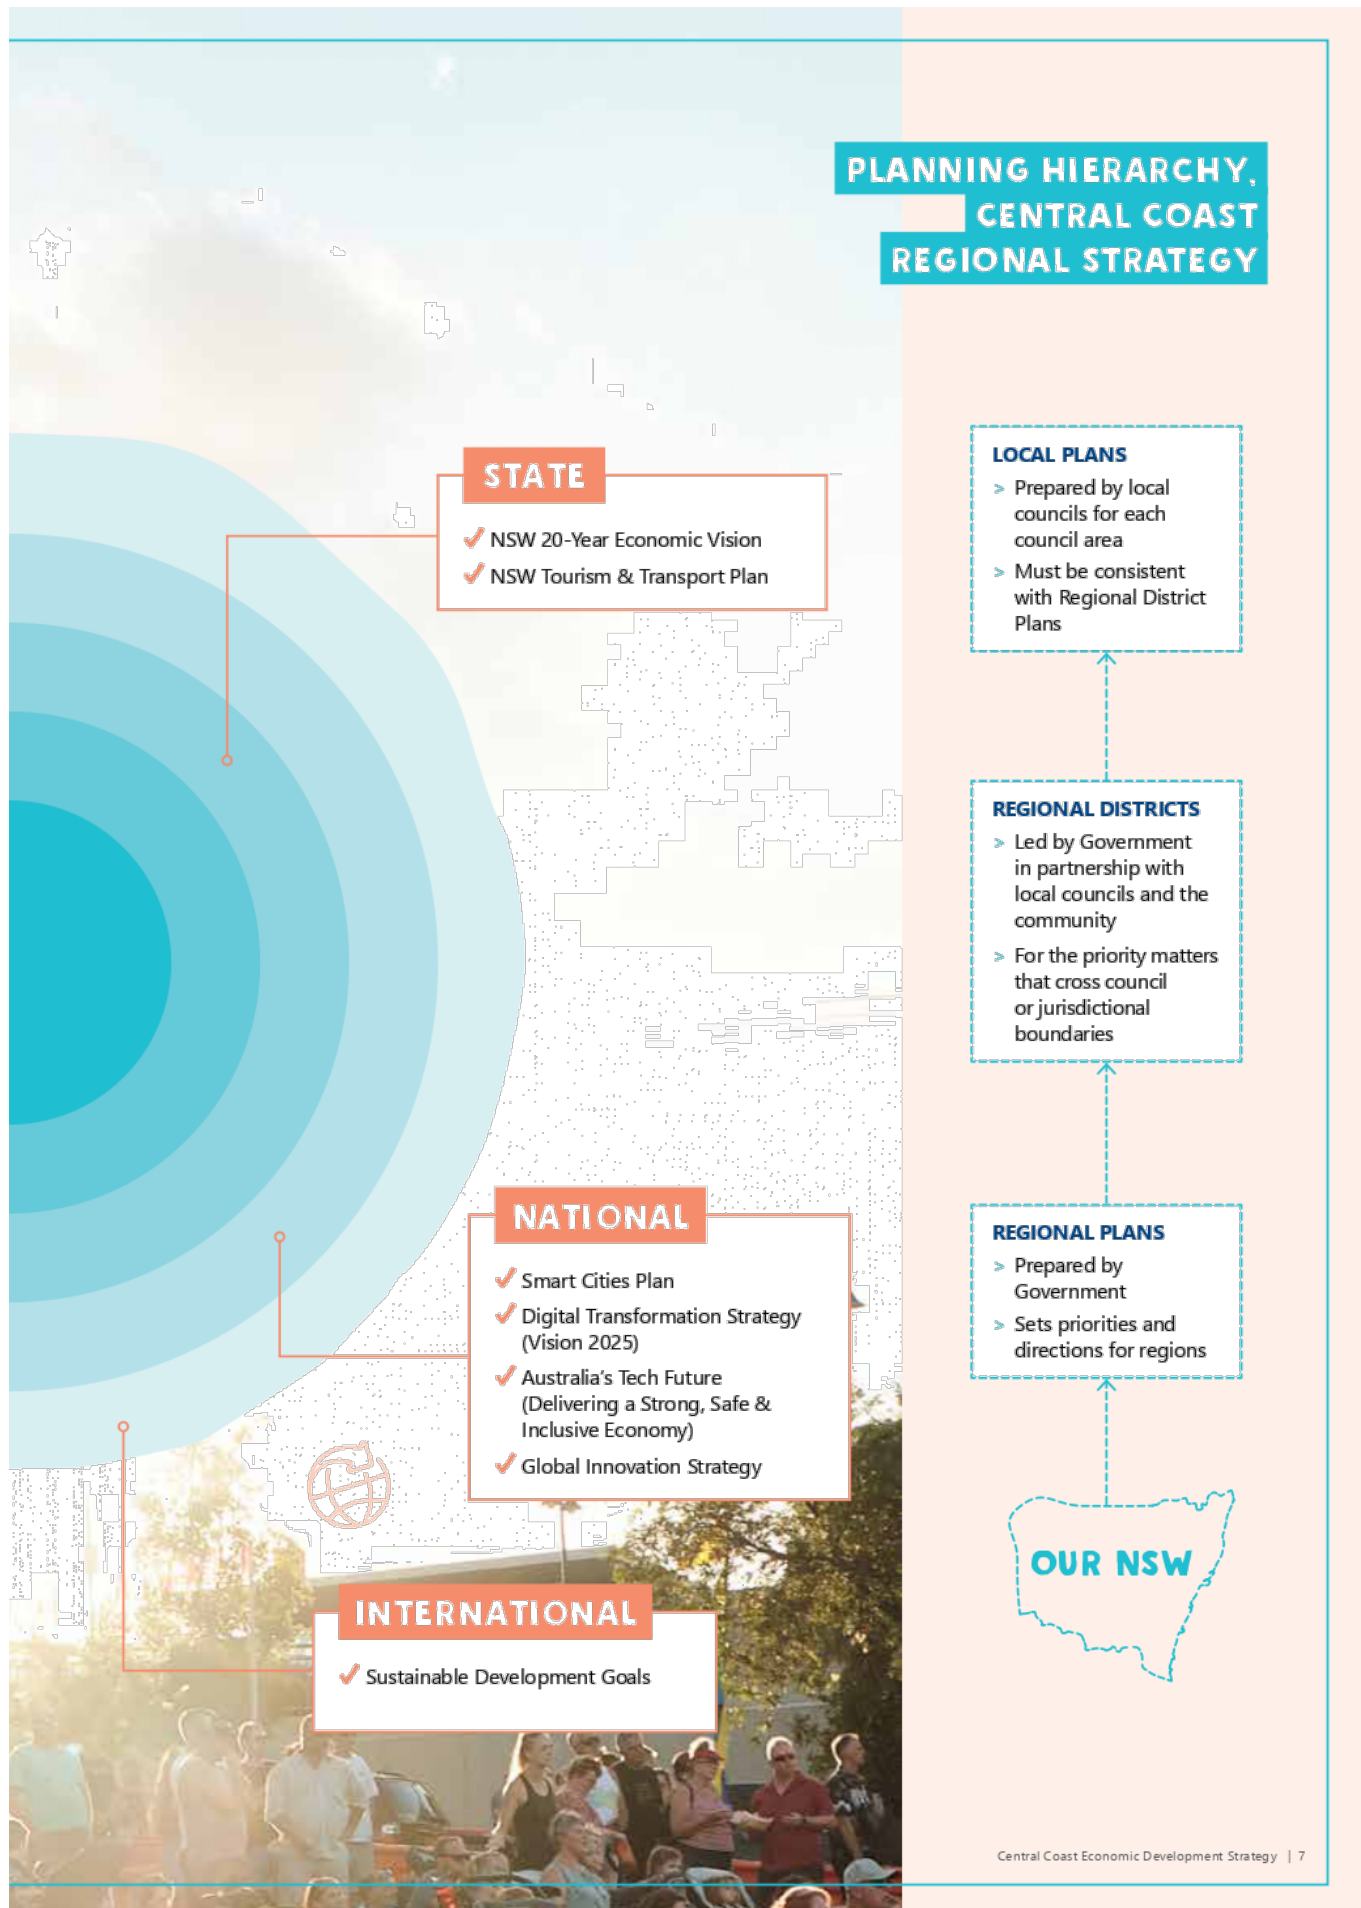 PLANNING HIERARCHY,
CENTRAL COAST
REGIONAL STRATEGY
STATE
NSW 20-Year Economic Vision
NSW Tourism & Transport Plan
NATIONAL
Smart Cities Plan
Digital Transformation Strategy
(Vision 2025)
Australia's Tech Future
(Delivering a Strong, Safe &
Inclusive Economy)
Global Innovation Strategy
INTERNATIONAL
Sustainable Development Goals
LOCAL PLANS
> Prepared by local
councils for each
council area
> Must be consistent
with Regional District
Plans
REGIONAL DISTRICTS
> Led by Government
in partnership with
local councils and the
community
> For the priority matters
that cross council
or jurisdictional
boundaries
REGIONAL PLANS
> Prepared by
Government
> Sets priorities and
directions for regions
OUR NSW
Central Coast Economic Development Strategy | 7